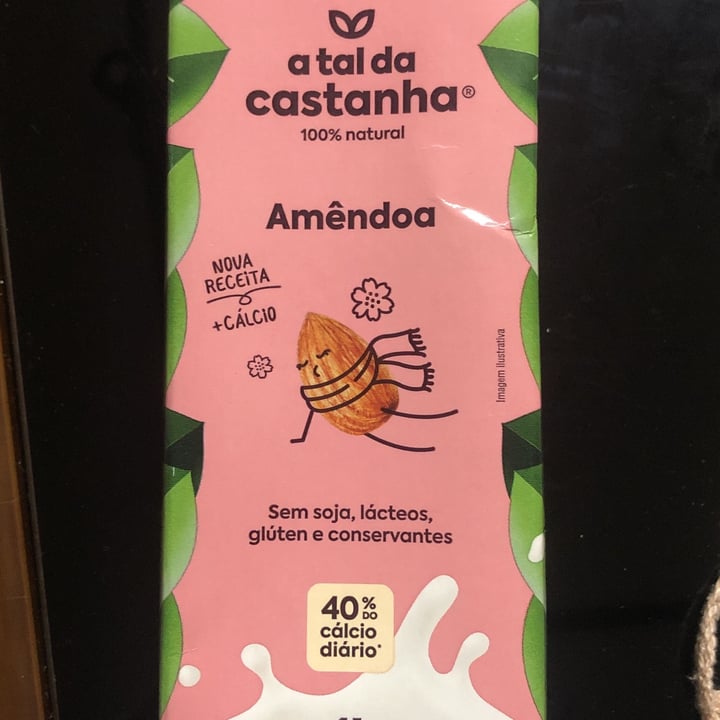 a tal da
castanha®
100% natural
Amêndoa
NOVA
RECEITA
+CÁLCIO
Imagem ilustrativa
Sem soja, lácteos,
glúten e conservantes
40% DO
cálcio
diário*